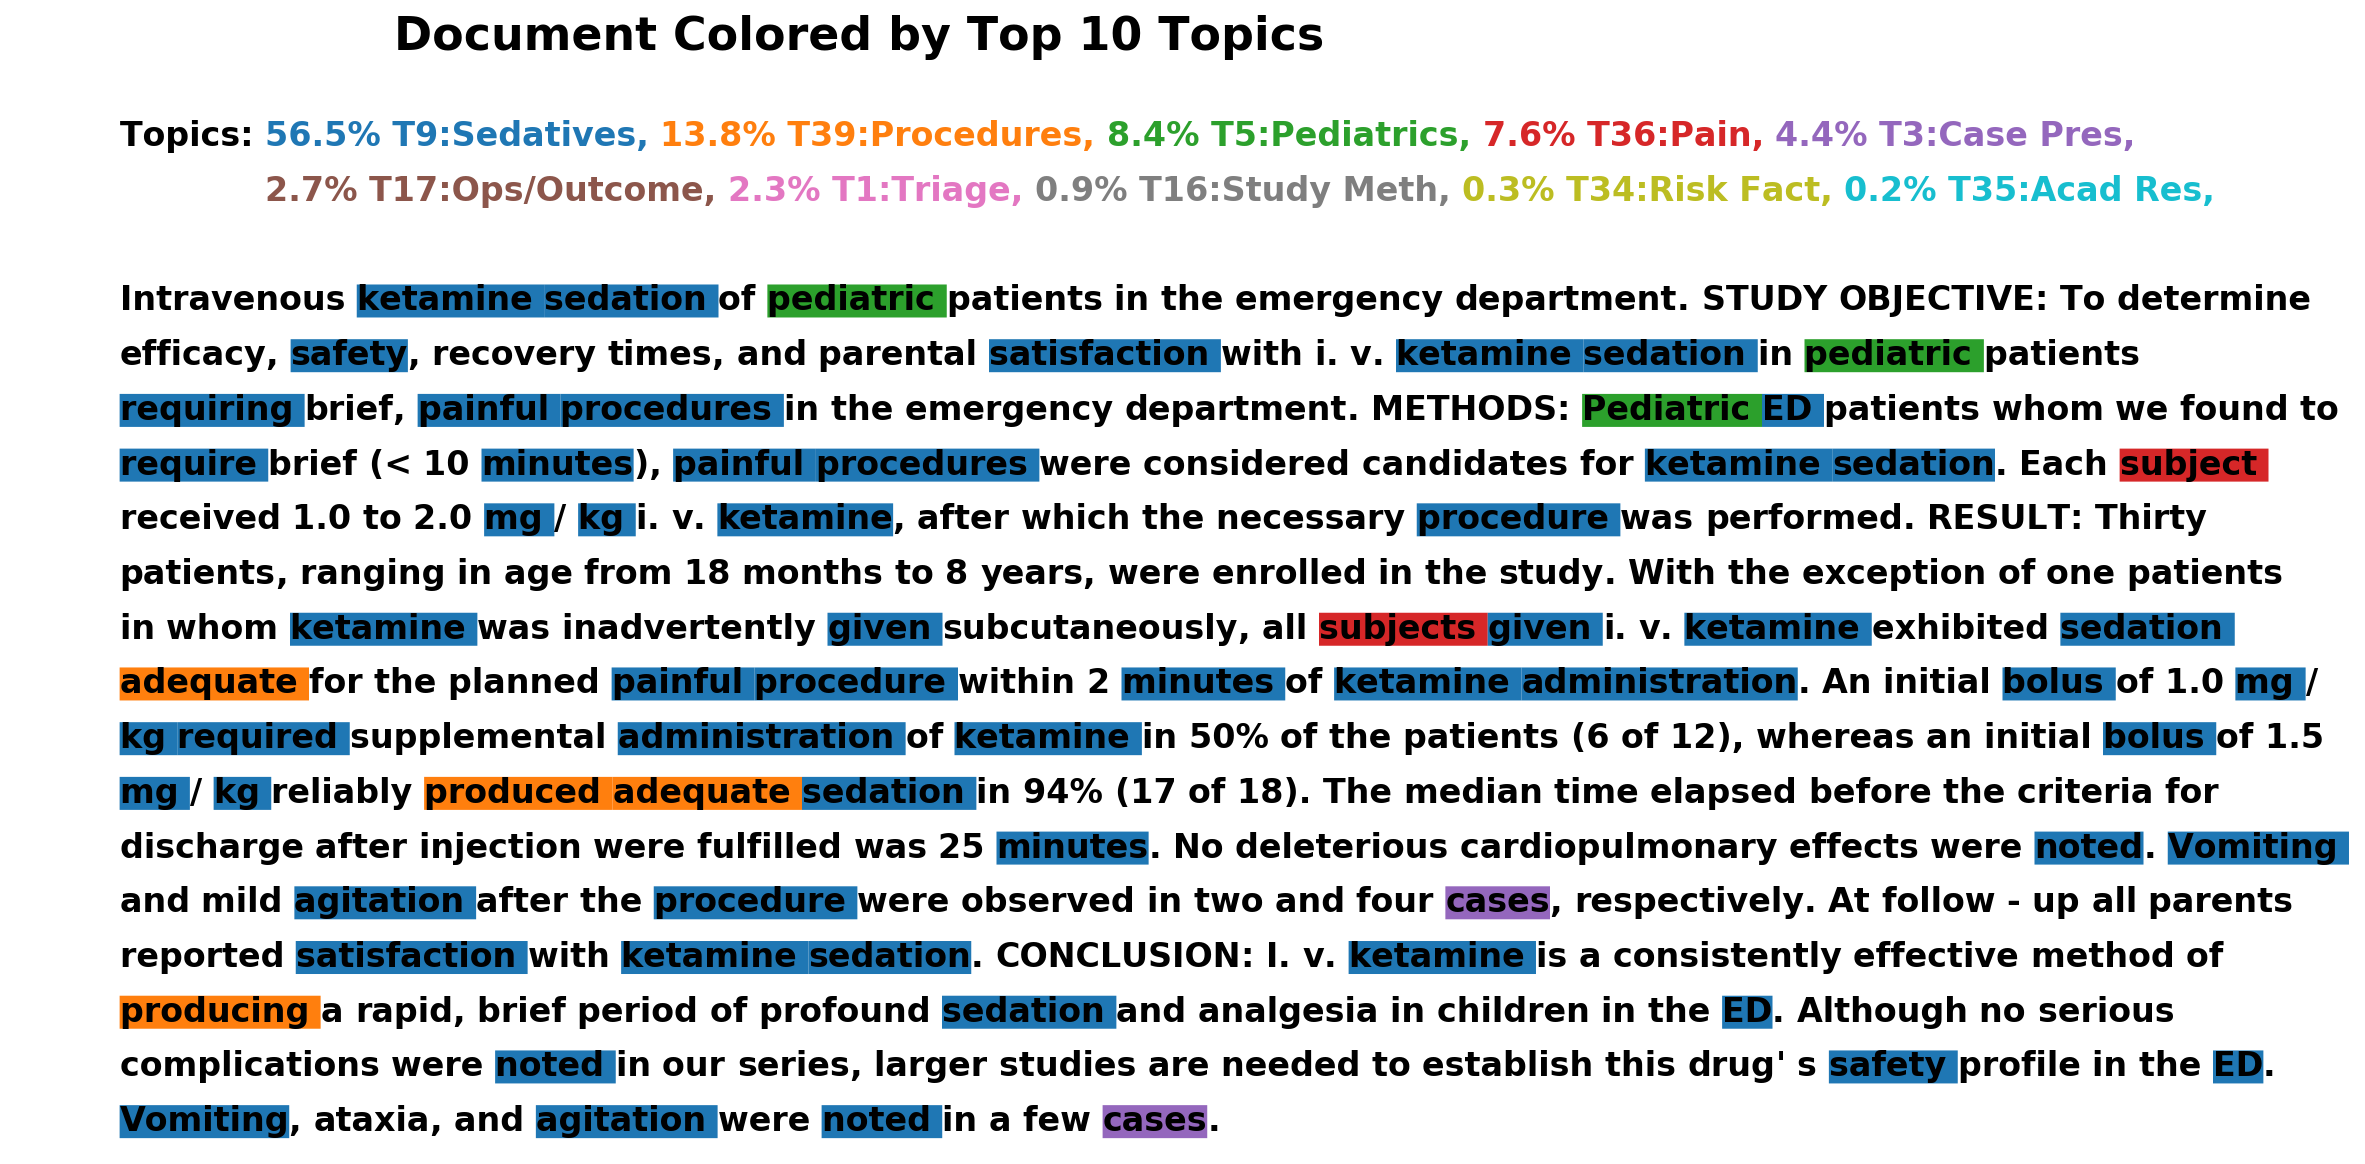 Document Colored by Top 10 Topics
Topics: 56.5% T9:Sedatives, 13.8% T39:Procedures, 8.4% T5:Pediatrics, 7.6% T36:Pain, 4.4% T3:Case Pres,
2.7% T17:Ops/Outcome, 2.3% T1:Triage, 0.9% T16:Study Meth, 0.3% T34:Risk Fact, 0.2% T35:Acad Res,
Intravenous ketamine sedation of pediatric patients in the emergency department. STUDY OBJECTIVE: To determine
efficacy, safety, recovery times, and parental satisfaction with i. v. ketamine sedation in pediatric patients
requiring brief, painful procedures in the emergency department. METHODS: Pediatric ED patients whom we found to
require brief (< 10 minutes), painful procedures were considered candidates for ketamine sedation. Each subject
received 1.0 to 2.0 mg / kg i. v. ketamine, after which the necessary procedure was performed. RESULT: Thirty
patients, ranging in age from 18 months to 8 years, were enrolled in the study. With the exception of one patients
in whom ketamine was inadvertently given subcutaneously, all subjects given i. v. ketamine exhibited sedation
adequate for the planned painful procedure within 2 minutes of ketamine administration. An initial bolus of 1.0 mg /
kg required supplemental administration of ketamine in 50% of the patients (6 of 12), whereas an initial bolus of 1.5
mg / kg reliably produced adequate sedation in 94% (17 of 18). The median time elapsed before the criteria for
discharge after injection were fulfilled was 25 minutes. No deleterious cardiopulmonary effects were noted. Vomiting
and mild agitation after the procedure were observed in two and four cases, respectively. At follow - up all parents
reported satisfaction with ketamine sedation. CONCLUSION: I. v. ketamine is a consistently effective method of
producing a rapid, brief period of profound sedation and analgesia in children in the ED. Although no serious
complications were noted in our series, larger studies are needed to establish this drug' s safety profile in the ED.
Vomiting, ataxia, and agitation were noted in a few cases.